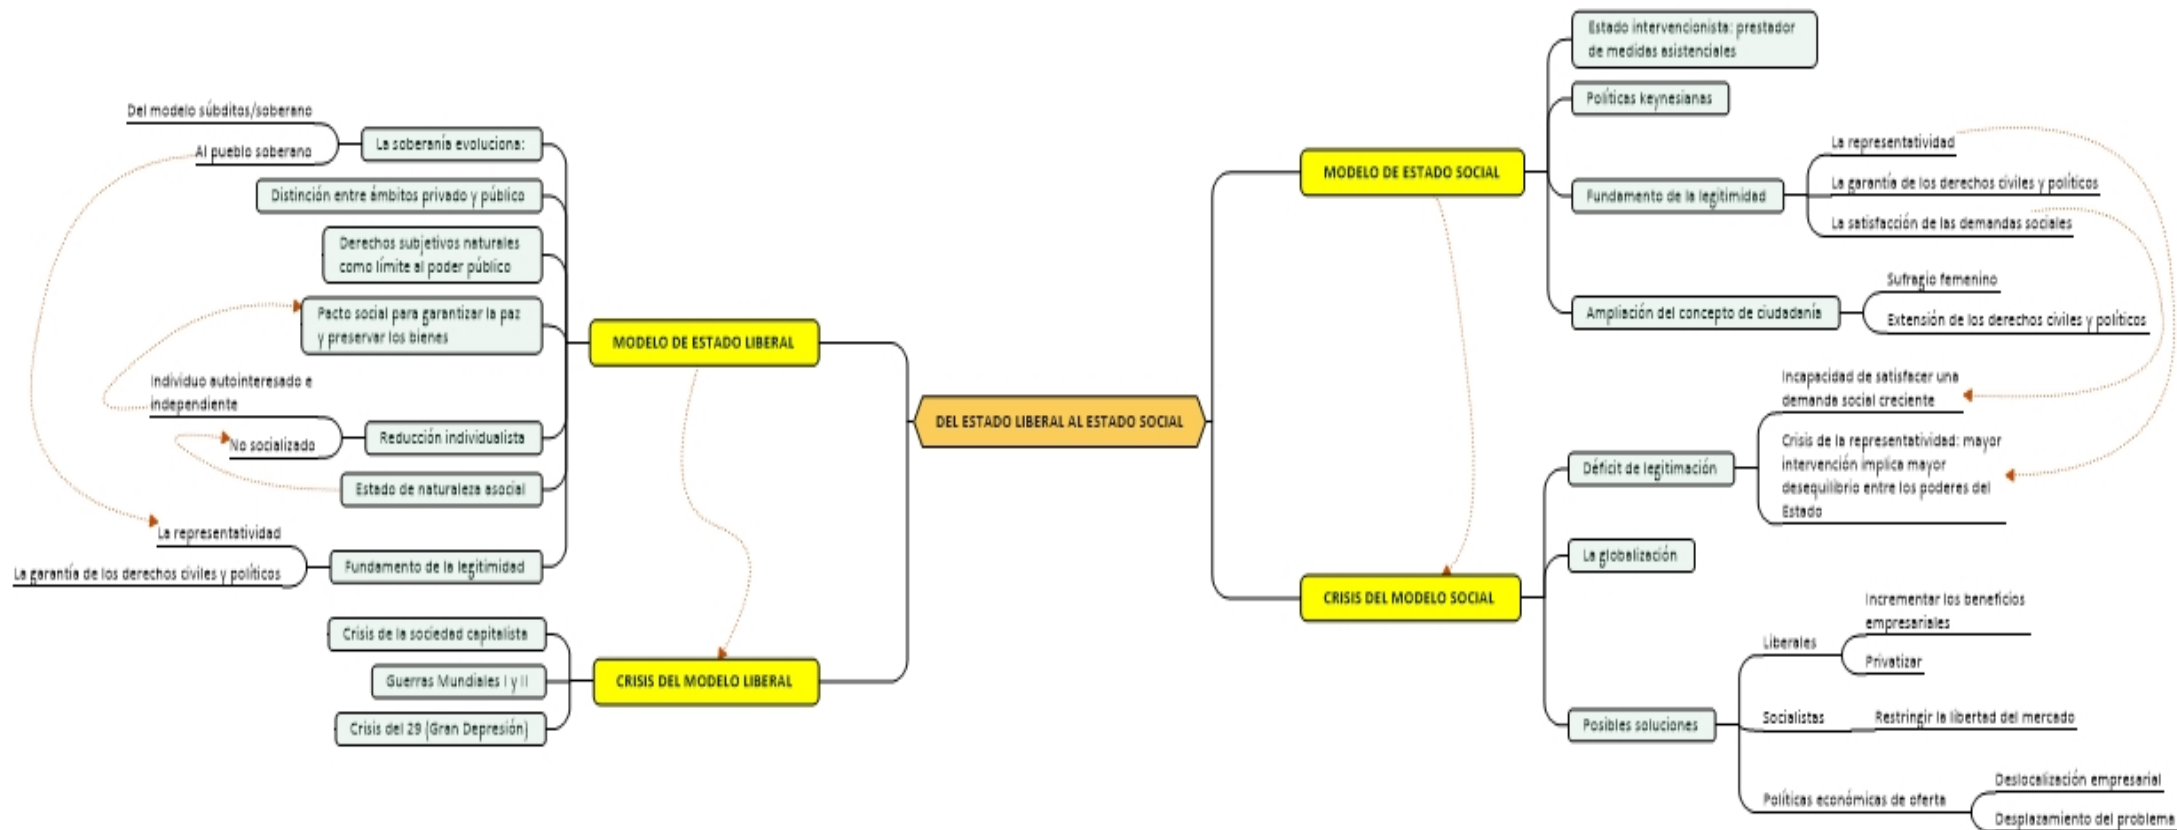 DEL ESTADO LIBERAL AL ESTADO SOCIAL
MODELO DE ESTADO LIBERAL
La soberanía evoluciona:
Del modelo súbditos/soberano
Al pueblo soberano
Distinción entre ámbitos privado y público
Derechos subjetivos naturales
como límite al poder público
Pacto social para garantizar la paz
y preservar los bienes
Reducción individualista
Individuo autointeresado e
independiente
No socializado
Estado de naturaleza asocial
Fundamento de la legitimidad
La representatividad
La garantía de los derechos civiles y políticos
CRISIS DEL MODELO LIBERAL
Crisis de la sociedad capitalista
Guerras Mundiales I y II
Crisis del 29 (Gran Depresión)
MODELO DE ESTADO SOCIAL
Estado intervencionista: prestador
de medidas asistenciales
Políticas keynesianas
Fundamento de la legitimidad
La representatividad
La garantía de los derechos civiles y políticos
La satisfacción de las demandas sociales
Ampliación del concepto de ciudadanía
Sufragio femenino
Extensión de los derechos civiles y políticos
CRISIS DEL MODELO SOCIAL
Déficit de legitimación
Incapacidad de satisfacer una
demanda social creciente
Crisis de la representatividad: mayor
intervención implica mayor
desequilibrio entre los poderes del
Estado
La globalización
Posibles soluciones
Liberales
Incrementar los beneficios
empresariales
Privatizar
Socialistas
Restringir la libertad del mercado
Políticas económicas de oferta
Deslocalización empresarial
Desplazamiento del problema